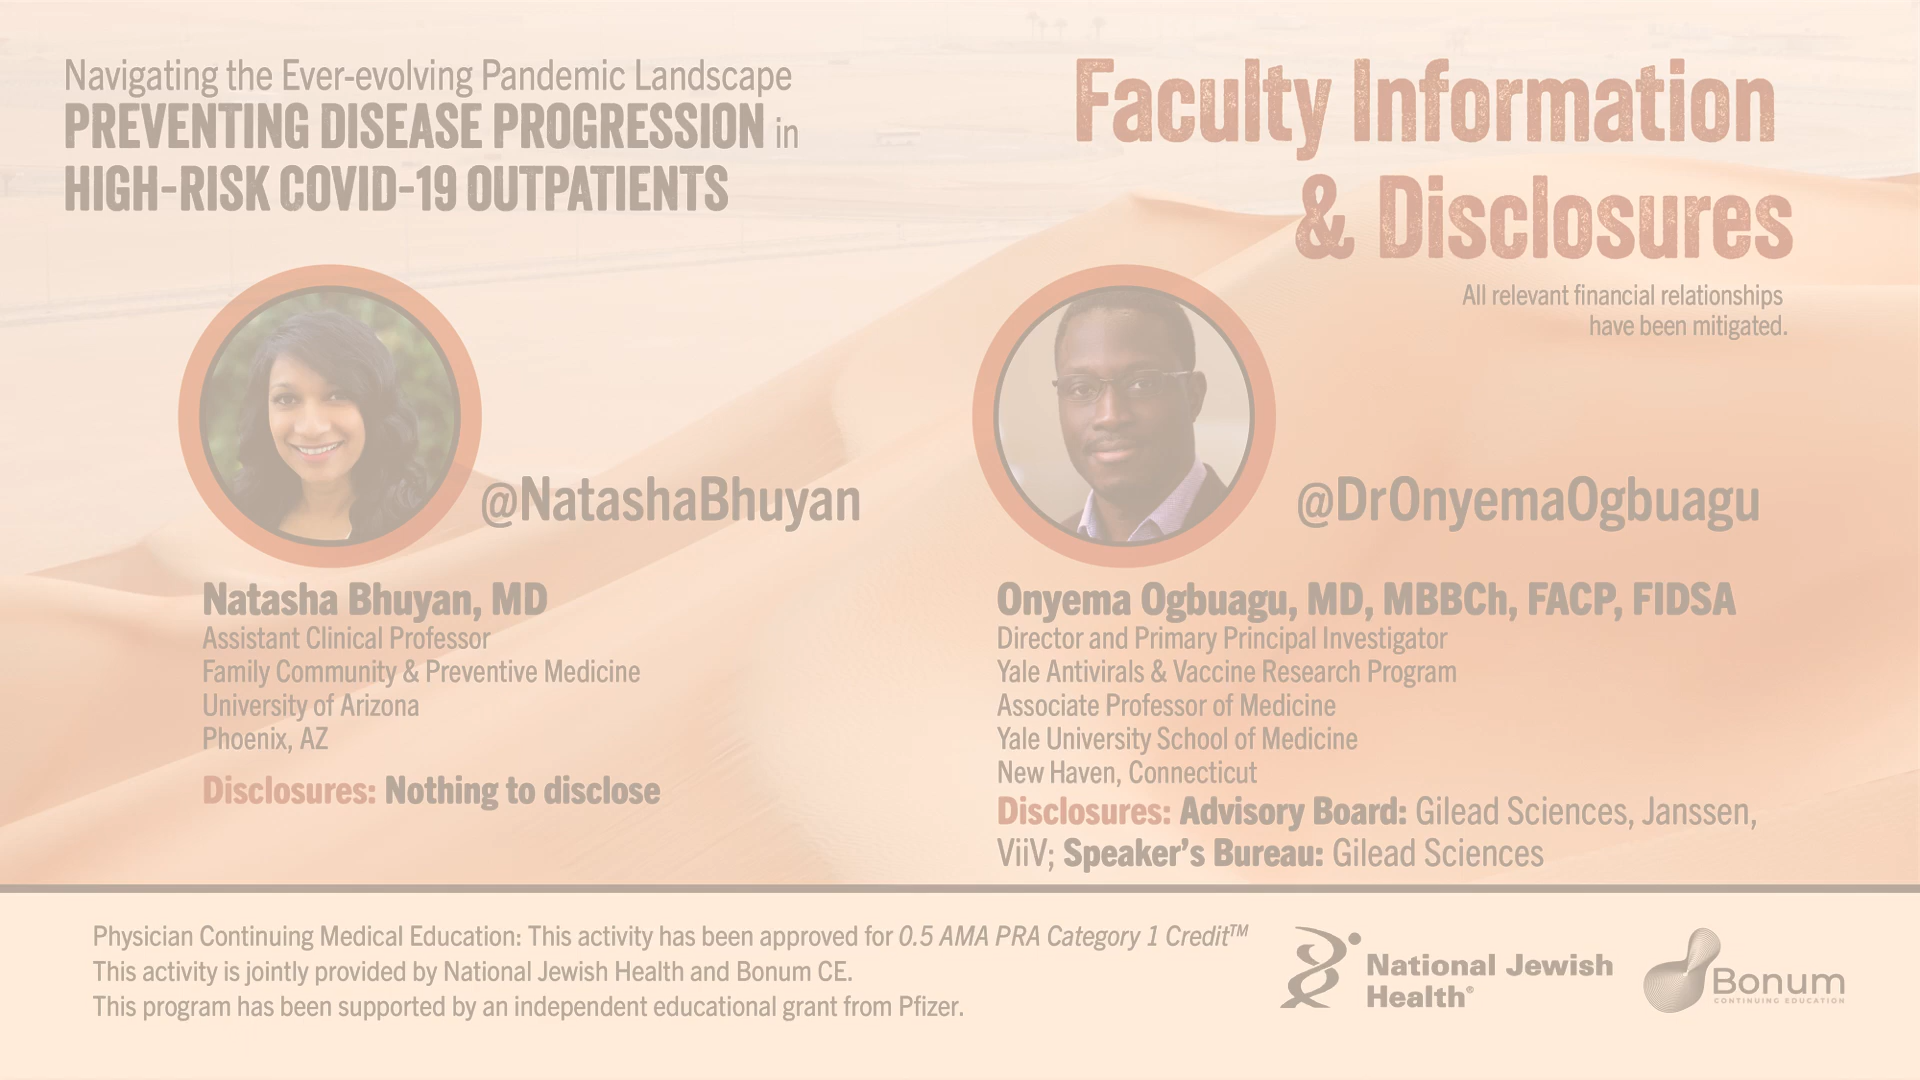 Navigating the Ever-evolving Pandemic Landscape
PREVENTING DISEASE PROGRESSION in
HIGH-RISK COVID-19 OUTPATIENTS
Faculty Information
& Disclosures
All relevant financial relationships
have been mitigated.
@NatashaBhuyan
Natasha Bhuyan, MD
Assistant Clinical Professor
Family Community & Preventive Medicine
University of Arizona
Phoenix, AZ
Disclosures: Nothing to disclose
@DrOnyemaOgbuagu
Onyema Ogbuagu, MD, MBBCh, FACP, FIDSA
Director and Primary Principal Investigator
Yale Antivirals & Vaccine Research Program
Associate Professor of Medicine
Yale University School of Medicine
New Haven, Connecticut
Disclosures: Advisory Board: Gilead Sciences, Janssen,
ViiV; Speaker’s Bureau: Gilead Sciences
Physician Continuing Medical Education: This activity has been approved for 0.5 AMA PRA Category 1 Credit™
This activity is jointly provided by National Jewish Health and Bonum CE.
This program has been supported by an independent educational grant from Pfizer.
National Jewish
Health®
Bonum
CONTINUING EDUCATION